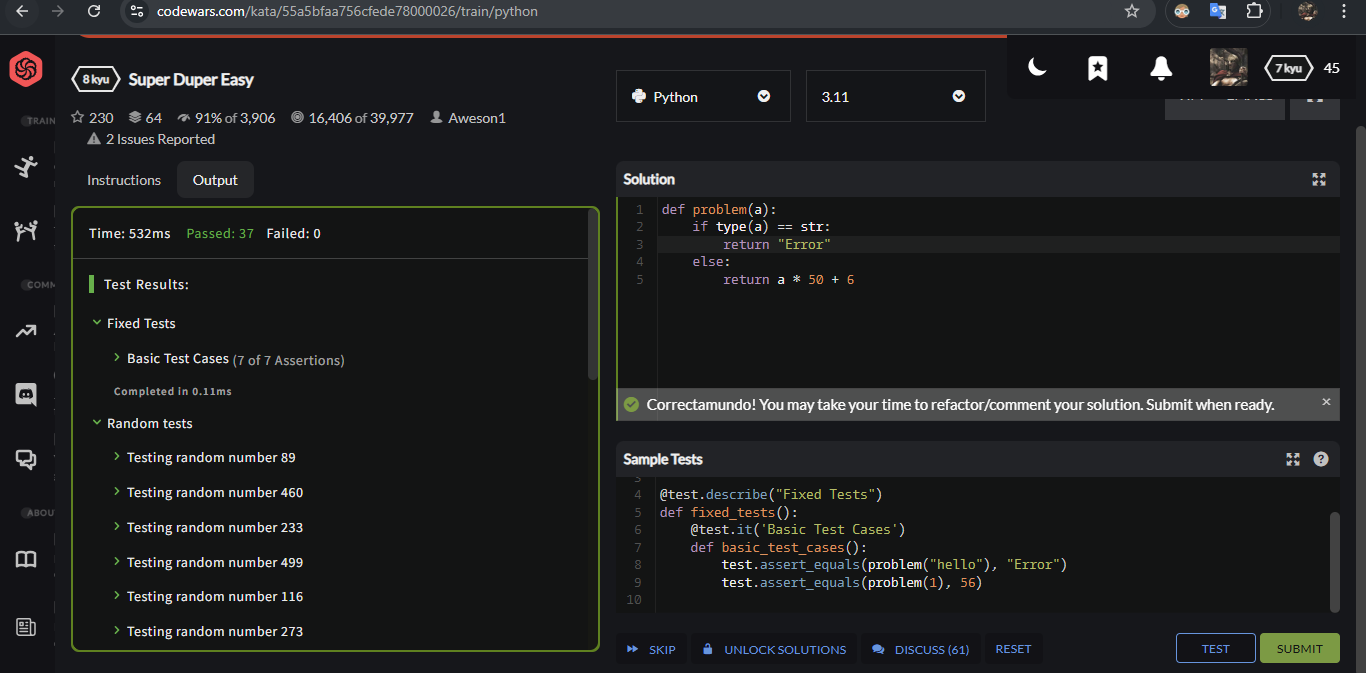 codewars.com/kata/55a5bfaa756cfede78000026/train/python
8 kyu Super Duper Easy
230 64 91% of 3,906 16,406 of 39,977 Aweson1
2 Issues Reported
Python 3.11
7 kyu 45
TRAIN
COMM
ABOU
Instructions Output
Time: 532ms Passed: 37 Failed: 0
Test Results:
Fixed Tests
Basic Test Cases (7 of 7 Assertions)
Completed in 0.11ms
Random tests
Testing random number 89
Testing random number 460
Testing random number 233
Testing random number 499
Testing random number 116
Testing random number 273
Solution
1 def problem(a):
2 if type(a) == str:
3 return "Error"
4 else:
5 return a * 50 + 6
Correctamundo! You may take your time to refactor/comment your solution. Submit when ready.
Sample Tests
3
4 @test.describe("Fixed Tests")
5 def fixed_tests():
6 @test.it('Basic Test Cases')
7 def basic_test_cases():
8 test.assert_equals(problem("hello"), "Error")
9 test.assert_equals(problem(1), 56)
10
SKIP UNLOCK SOLUTIONS DISCUSS (61) RESET TEST SUBMIT